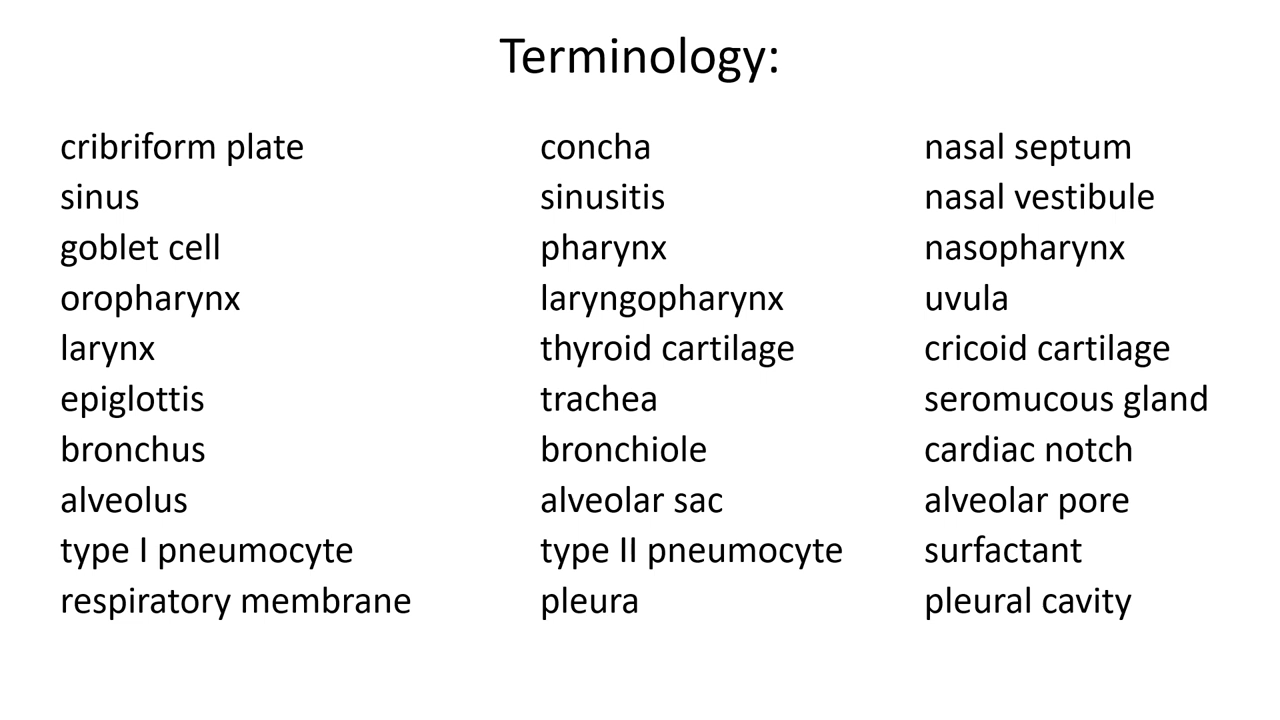 Terminology:
cribriform plate concha nasal septum
sinus sinusitis nasal vestibule
goblet cell pharynx nasopharynx
oropharynx laryngopharynx uvula
larynx thyroid cartilage cricoid cartilage
epiglottis trachea seromucous gland
bronchus bronchiole cardiac notch
alveolus alveolar sac alveolar pore
type I pneumocyte type II pneumocyte surfactant
respiratory membrane pleura pleural cavity